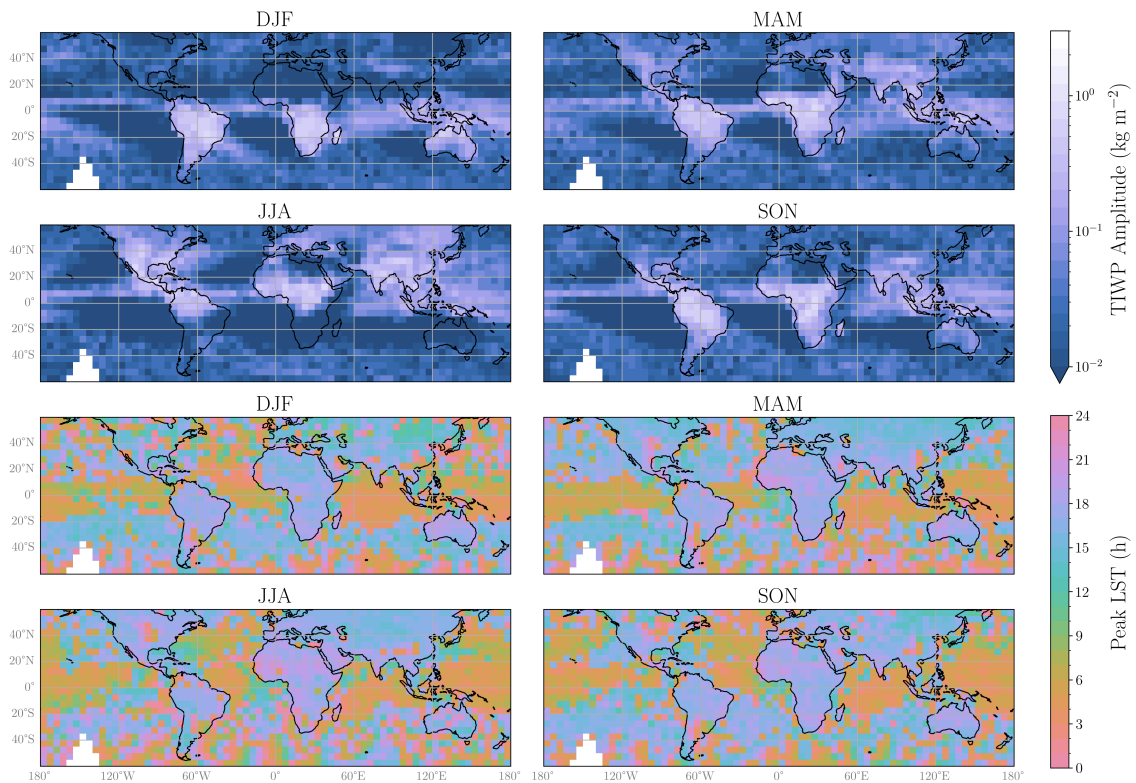 DJF MAM
40°N
20°N
0°
20°S
40°S
JJA SON
40°N
20°N
0°
20°S
40°S
10⁰
10⁻¹
10⁻²
TIWP Amplitude (kg m⁻²)
DJF MAM
40°N
20°N
0°
20°S
40°S
JJA SON
40°N
20°N
0°
20°S
40°S
180° 120°W 60°W 0° 60°E 120°E 180° 120°W 60°W 0° 60°E 120°E 180°
24
21
18
15
12
9
6
3
0
Peak LST (h)